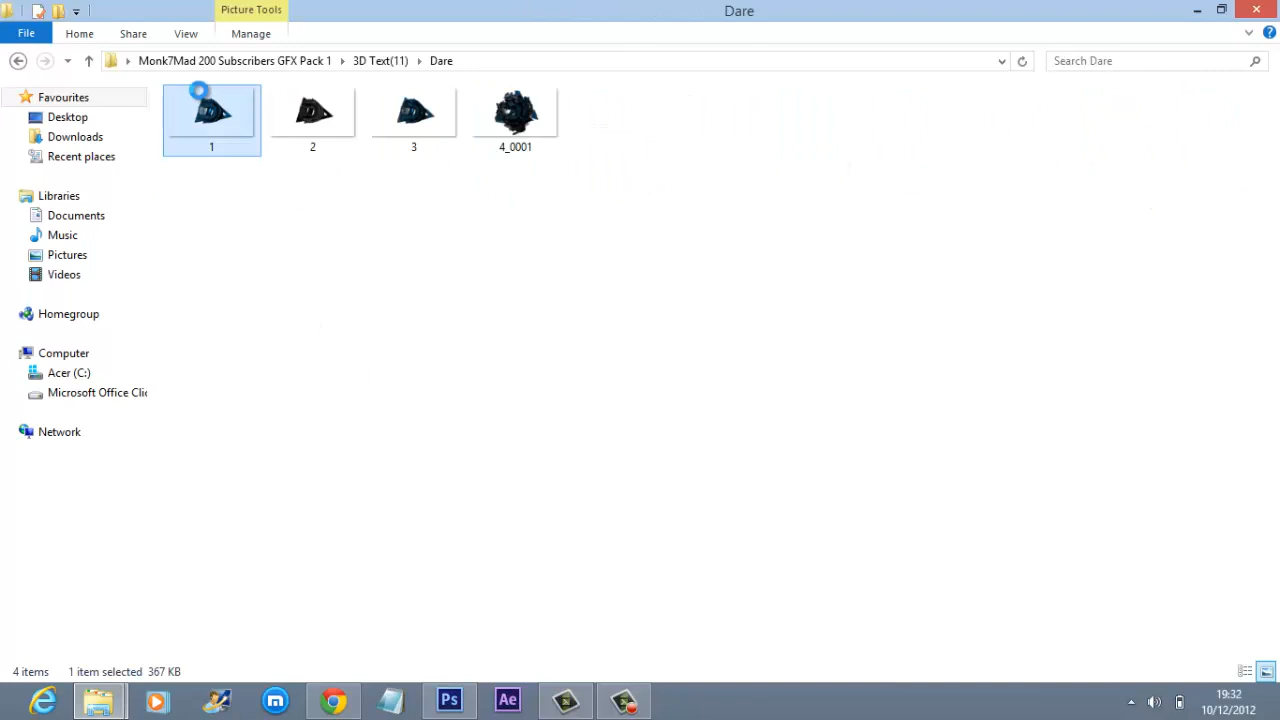 Picture Tools
Dare
File
Home
Share
View
Manage
Monk7Mad 200 Subscribers GFX Pack 1
3D Text(11)
Dare
Search Dare
Favourites
Desktop
Downloads
Recent places
Libraries
Documents
Music
Pictures
Videos
Homegroup
Computer
Acer (C:)
Microsoft Office Clic
Network
1
2
3
4_0001
4 items
1 item selected 367 KB
Ps
Ae
19:32
10/12/2012